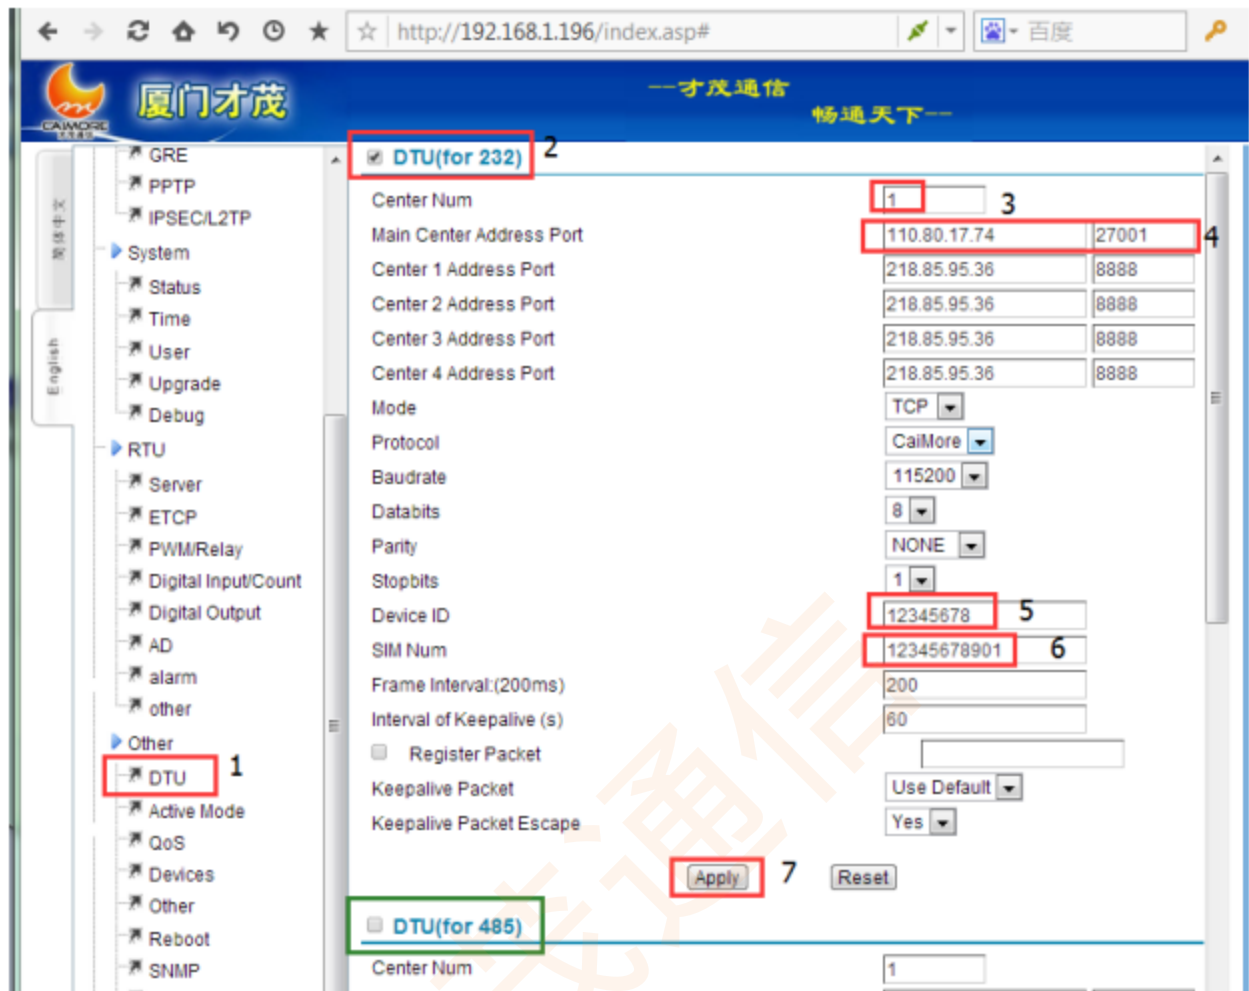 http://192.168.1.196/index.asp#
百度
CAIMORE
厦门才茂
--才茂通信
畅通天下--
简体中文
English
GRE
PPTP
IPSEC/L2TP
System
Status
Time
User
Upgrade
Debug
RTU
Server
ETCP
PWM/Relay
Digital Input/Count
Digital Output
AD
alarm
other
Other
DTU 1
Active Mode
QoS
Devices
Other
Reboot
SNMP
DTU(for 232) 2
Center Num 1 3
Main Center Address Port 110.80.17.74 27001 4
Center 1 Address Port 218.85.95.36 8888
Center 2 Address Port 218.85.95.36 8888
Center 3 Address Port 218.85.95.36 8888
Center 4 Address Port 218.85.95.36 8888
Mode TCP
Protocol CaiMore
Baudrate 115200
Databits 8
Parity NONE
Stopbits 1
Device ID 12345678 5
SIM Num 12345678901 6
Frame Interval:(200ms) 200
Interval of Keepalive (s) 60
Register Packet
Keepalive Packet Use Default
Keepalive Packet Escape Yes
Apply 7 Reset
DTU(for 485)
Center Num 1
茂通信